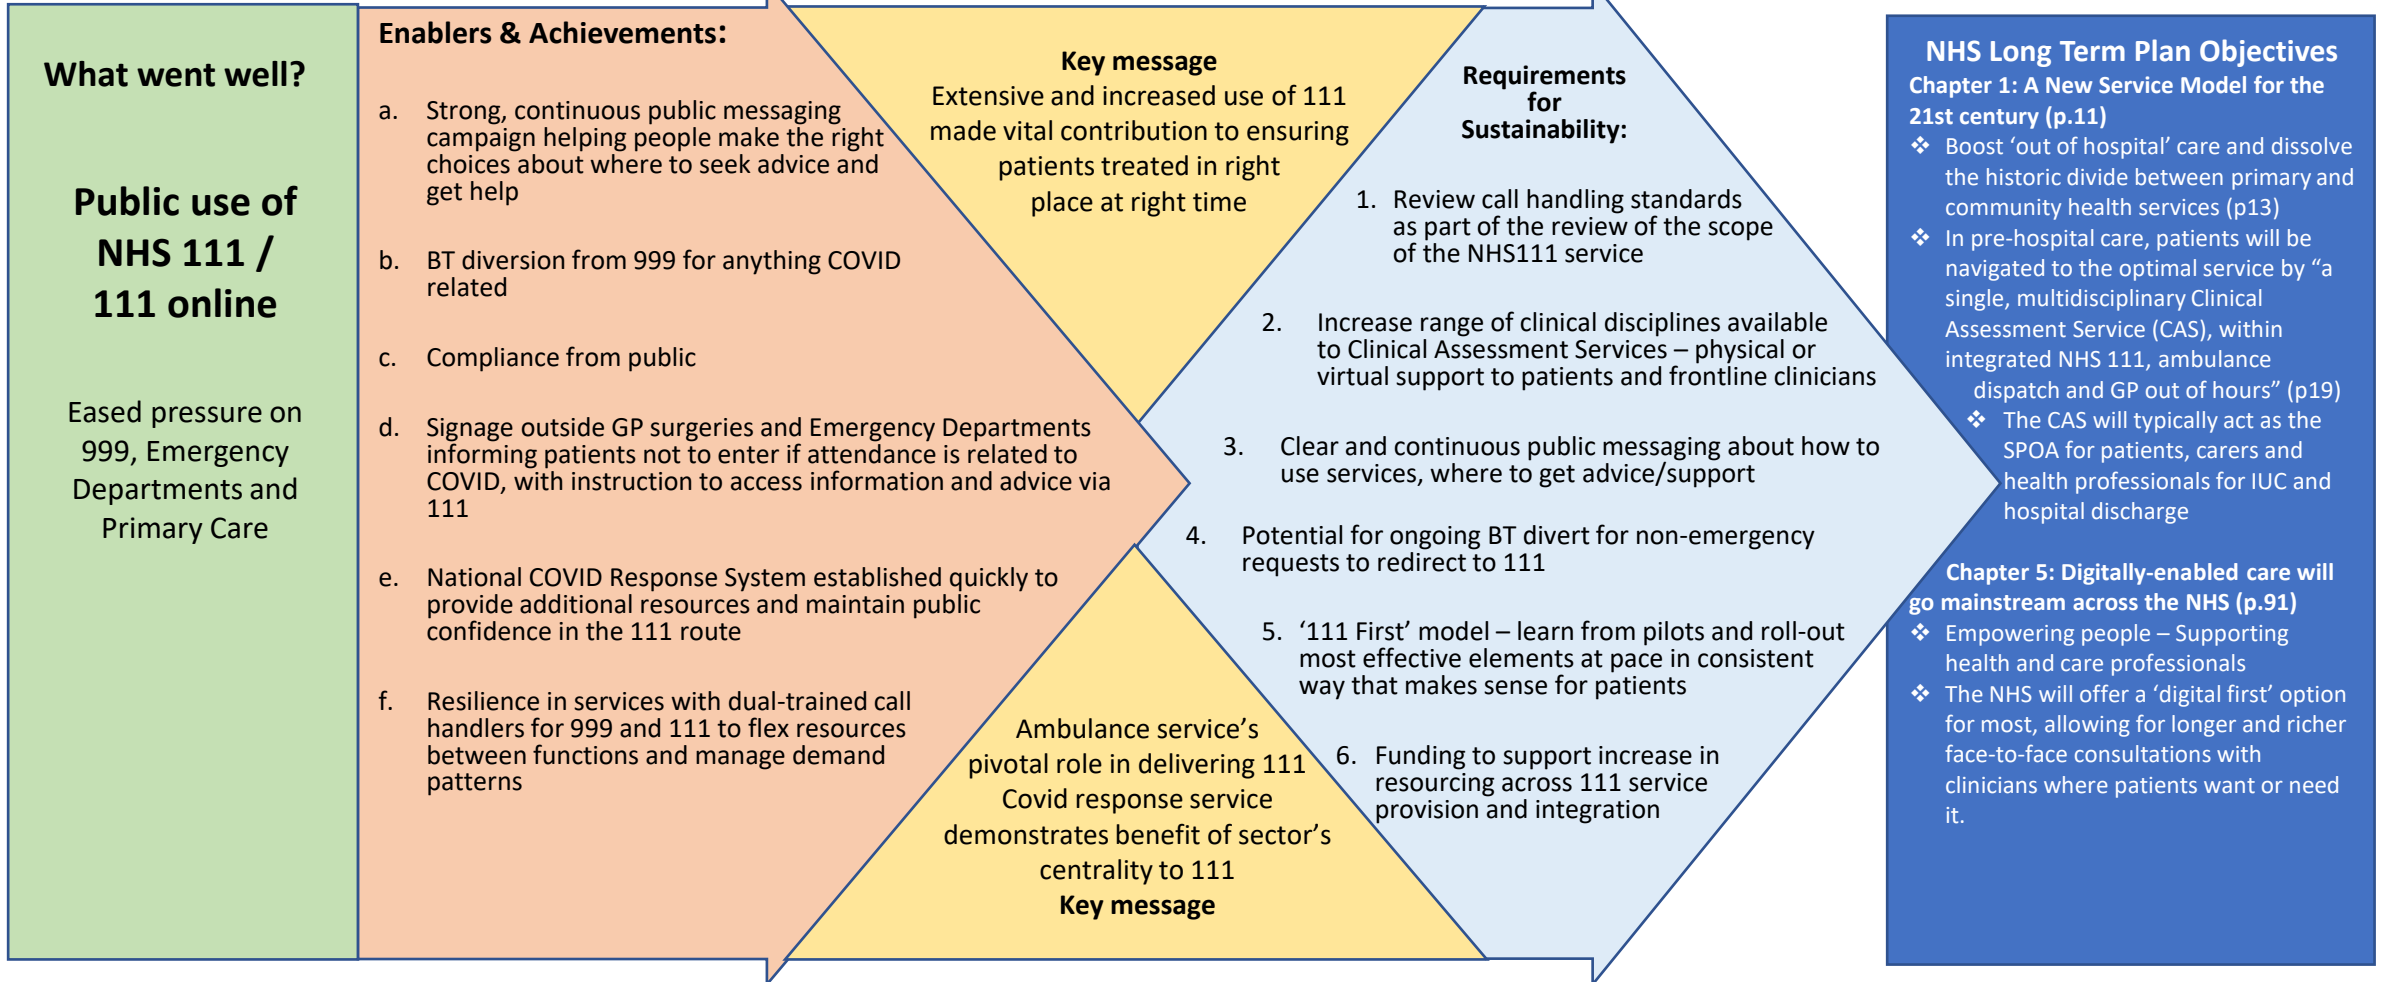 What went well?
Public use of
NHS 111 /
111 online
Eased pressure on
999, Emergency
Departments and
Primary Care
Enablers & Achievements:
a. Strong, continuous public messaging
campaign helping people make the right
choices about where to seek advice and
get help
b. BT diversion from 999 for anything COVID
related
c. Compliance from public
d. Signage outside GP surgeries and Emergency Departments
informing patients not to enter if attendance is related to
COVID, with instruction to access information and advice via
111
e. National COVID Response System established quickly to
provide additional resources and maintain public
confidence in the 111 route
f. Resilience in services with dual-trained call
handlers for 999 and 111 to flex resources
between functions and manage demand
patterns
Key message
Extensive and increased use of 111
made vital contribution to ensuring
patients treated in right
place at right time
Ambulance service’s
pivotal role in delivering 111
Covid response service
demonstrates benefit of sector’s
centrality to 111
Key message
Requirements
for
Sustainability:
1. Review call handling standards
as part of the review of the scope
of the NHS111 service
2. Increase range of clinical disciplines available
to Clinical Assessment Services – physical or
virtual support to patients and frontline clinicians
3. Clear and continuous public messaging about how to
use services, where to get advice/support
4. Potential for ongoing BT divert for non-emergency
requests to redirect to 111
5. ‘111 First’ model – learn from pilots and roll-out
most effective elements at pace in consistent
way that makes sense for patients
6. Funding to support increase in
resourcing across 111 service
provision and integration
NHS Long Term Plan Objectives
Chapter 1: A New Service Model for the
21st century (p.11)
❖ Boost ‘out of hospital’ care and dissolve
the historic divide between primary and
community health services (p13)
❖ In pre-hospital care, patients will be
navigated to the optimal service by “a
single, multidisciplinary Clinical
Assessment Service (CAS), within
integrated NHS 111, ambulance
dispatch and GP out of hours” (p19)
❖ The CAS will typically act as the
SPOA for patients, carers and
health professionals for IUC and
hospital discharge
Chapter 5: Digitally-enabled care will
go mainstream across the NHS (p.91)
❖ Empowering people – Supporting
health and care professionals
❖ The NHS will offer a ‘digital first’ option
for most, allowing for longer and richer
face-to-face consultations with
clinicians where patients want or need
it.